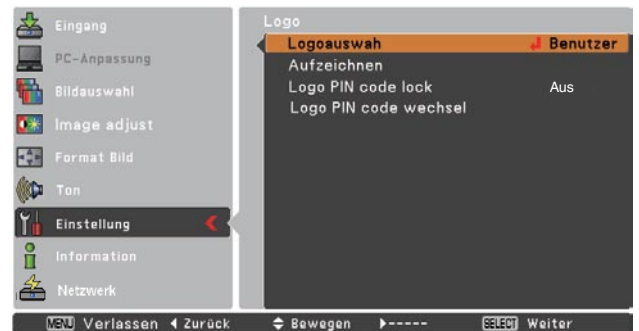 Eingang
PC-Anpassung
Bildauswahl
Image adjust
Format Bild
Ton
Einstellung
Information
Netzwerk
Logo
Logoauswah Benutzer
Aufzeichnen
Logo PIN code lock Aus
Logo PIN code wechsel
MENU Verlassen Zurück Bewegen ----- SELECT Weiter